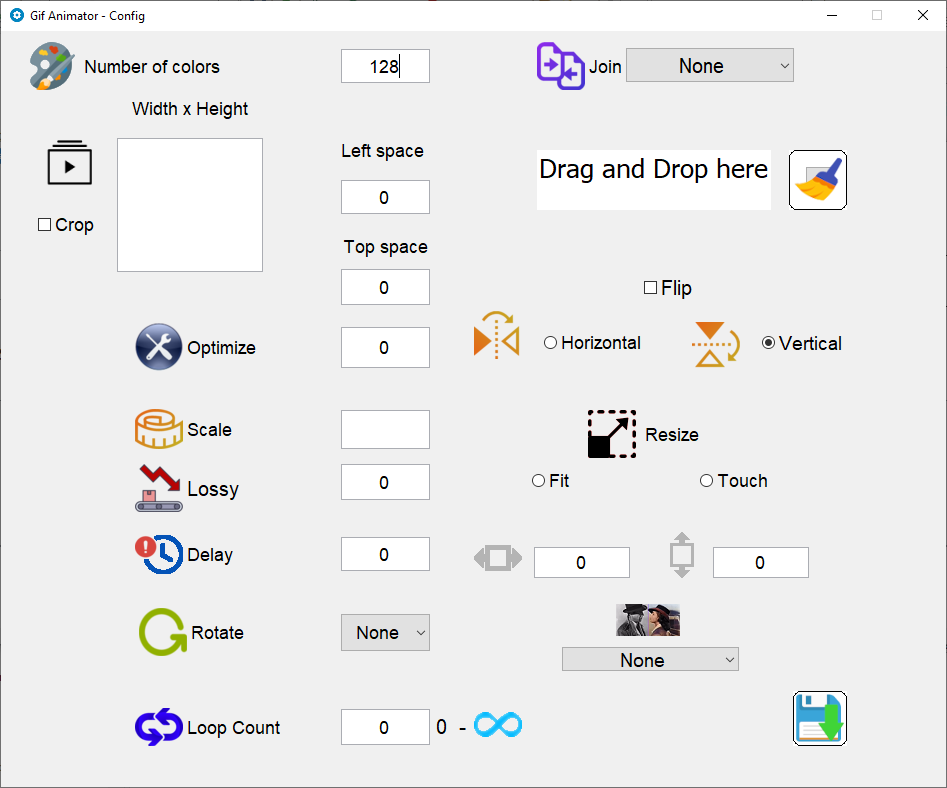 Gif Animator - Config
Number of colors
128
Join
None
Width x Height
Left space
0
Drag and Drop here
Crop
Top space
0
Flip
Optimize
0
Horizontal
Vertical
Scale
Resize
Lossy
0
Fit
Touch
Delay
0
0
0
Rotate
None
None
Loop Count
0
0 -